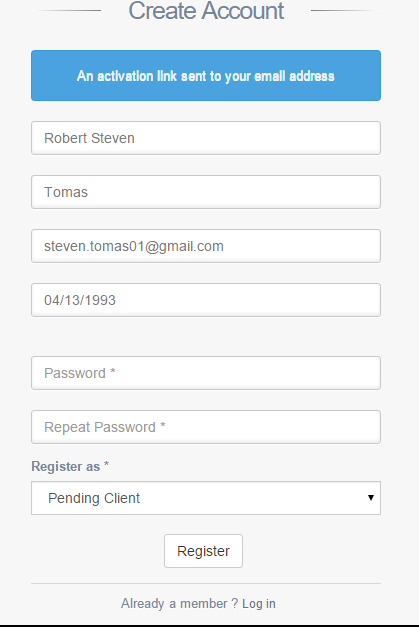 Create Account
An activation link sent to your email address
Robert Steven
Tomas
steven.tomas01@gmail.com
04/13/1993
Password *
Repeat Password *
Register as *
Pending Client
Register
Already a member ? Log in